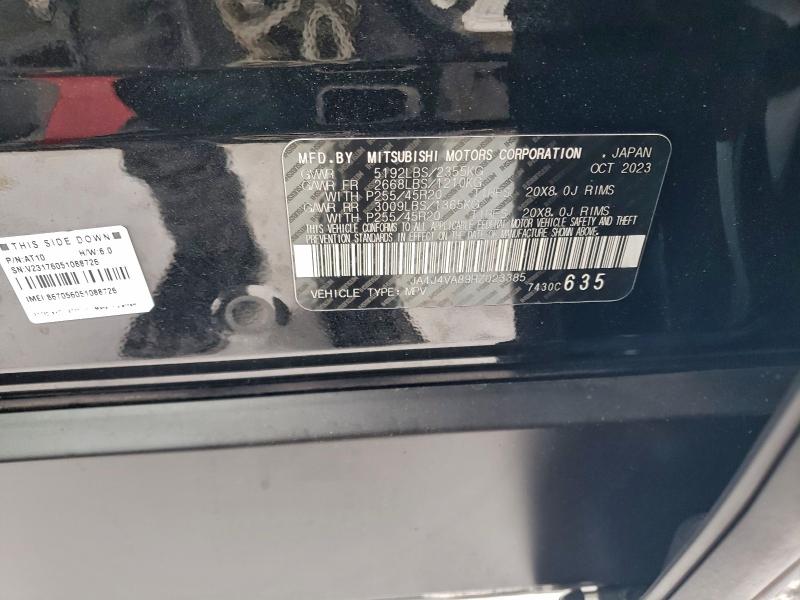 MFD.BY MITSUBISHI MOTORS CORPORATION , JAPAN
GVWR 5192LBS/2355KG OCT 2023
GAWR FR 2668LBS/1210KG
WITH P255/45R20 TIRES, 20X8.0J RIMS
GAWR RR 3009LBS/1365KG
WITH P255/45R20 TIRES, 20X8.0J RIMS
THIS VEHICLE CONFORMS TO ALL APPLICABLE FEDERAL MOTOR VEHICLE SAFETY AND THEFT
PREVENTION STANDARDS IN EFFECT ON THE DATE OF MANUFACTURE SHOWN ABOVE.
JA4J4VA89RZ023385
VEHICLE TYPE: MPV 7430C 635
THIS SIDE DOWN
P/N:AT10 H/W:6.0
SN:V23176051088726
IMEI 867056051088726